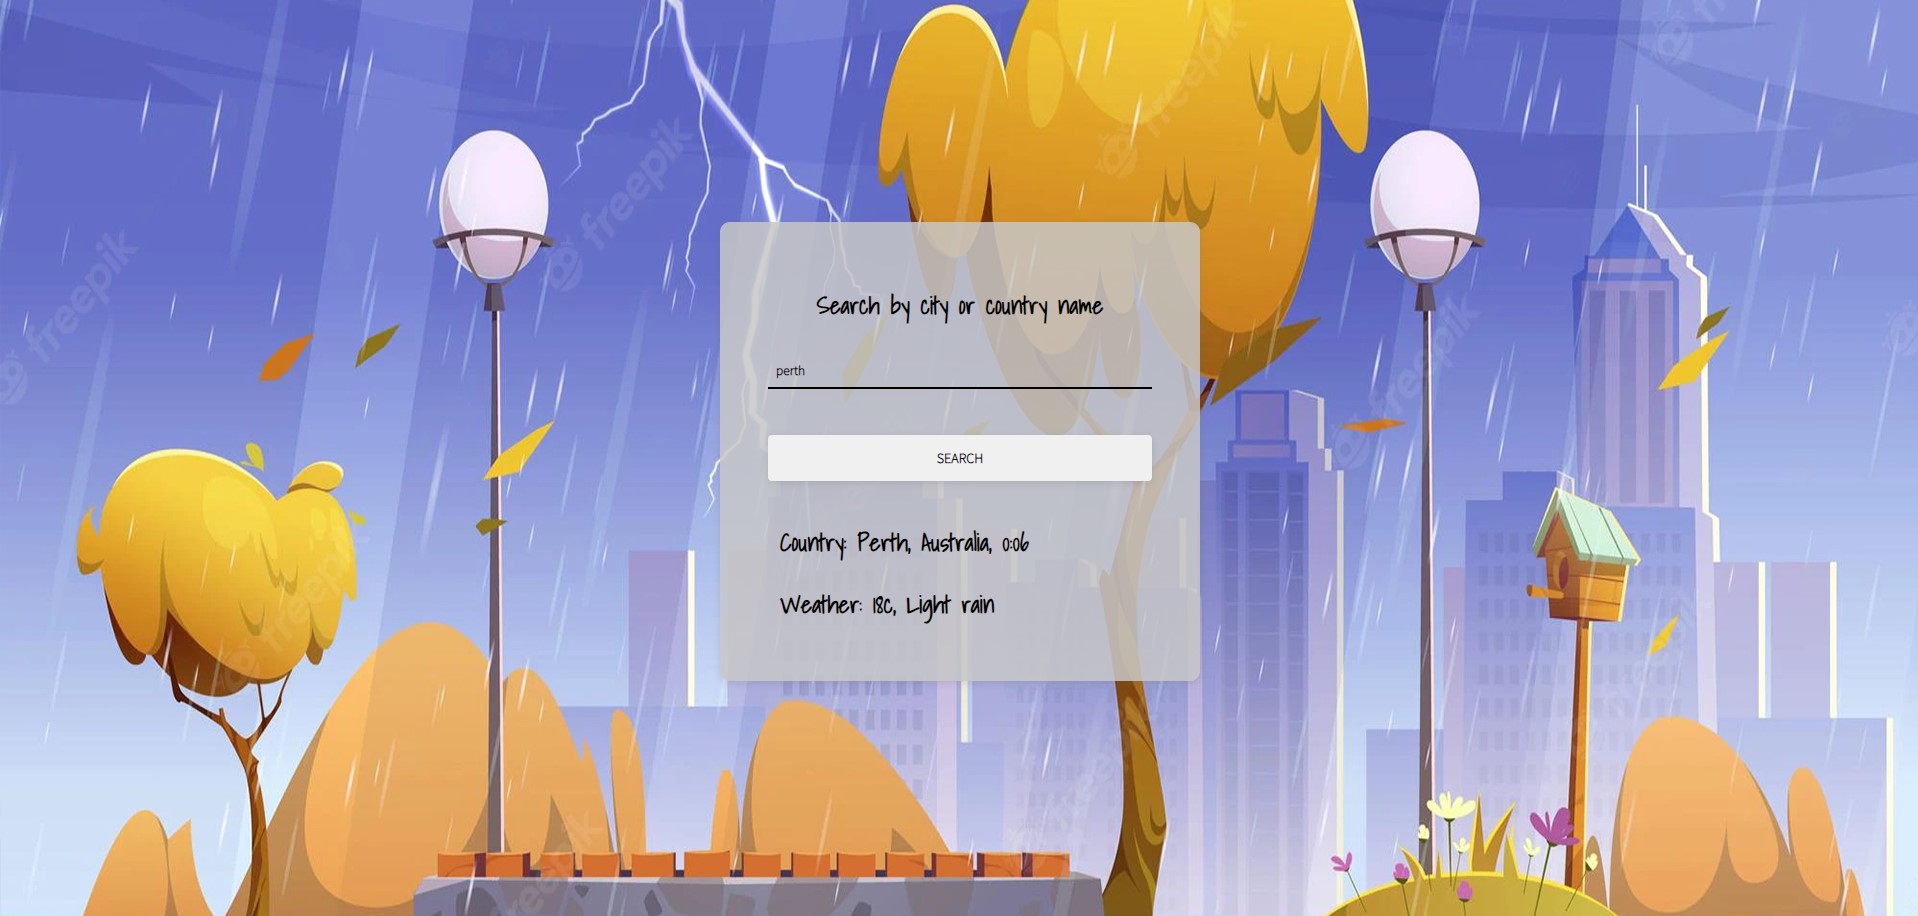 Search by city or country name
perth
SEARCH
Country: Perth, Australia, 0:06
Weather: 18c, Light rain
freepik
freepik
freepik
freepik
freepik
freepik